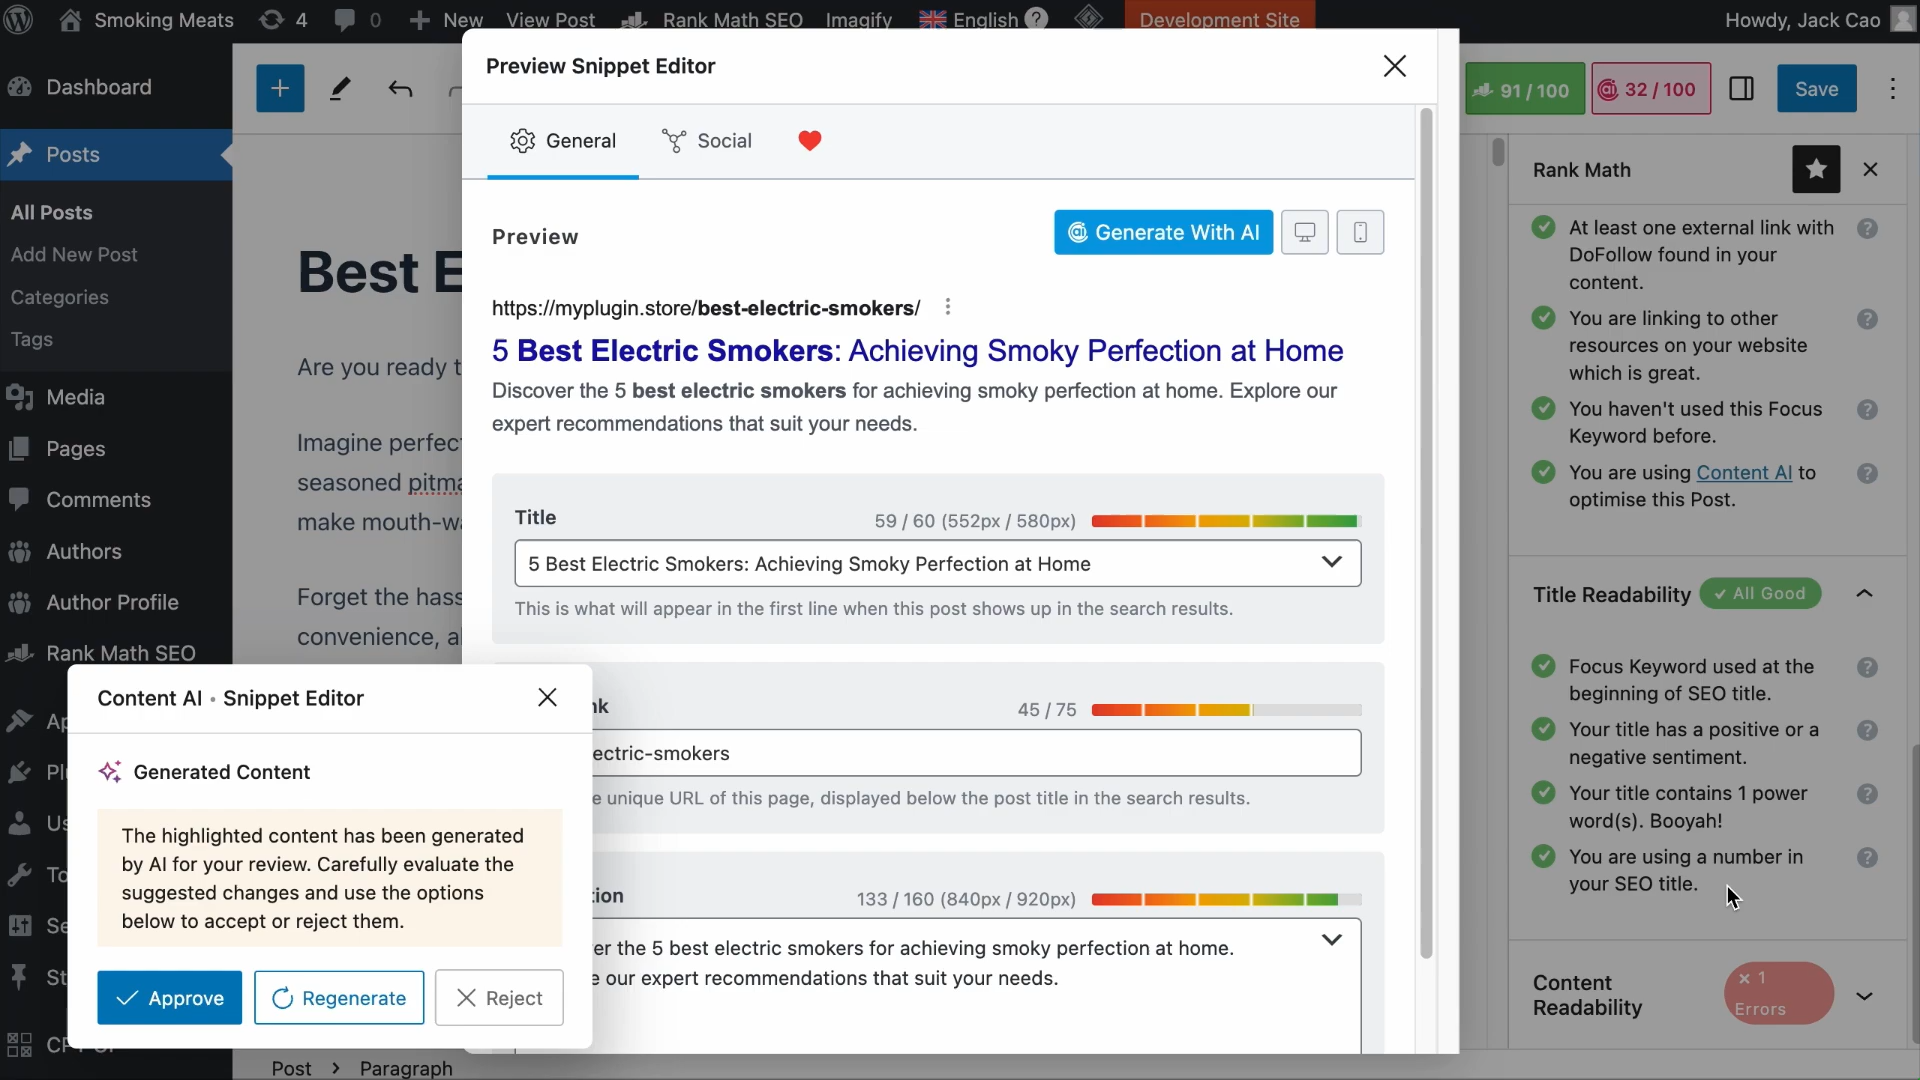 Smoking Meats
4
0
New
View Post
Rank Math SEO
Imagify
English
?
Development Site
Howdy, Jack Cao
Dashboard
Posts
All Posts
Add New Post
Categories
Tags
Media
Pages
Comments
Authors
Author Profile
Rank Math SEO
Best E
Are you ready t
Imagine perfec
seasoned pitma
make mouth-wa
Forget the hass
convenience, a
Post > Paragraph
Preview Snippet Editor
General
Social
Preview
Generate With AI
https://myplugin.store/best-electric-smokers/
5 Best Electric Smokers: Achieving Smoky Perfection at Home
Discover the 5 best electric smokers for achieving smoky perfection at home. Explore our
expert recommendations that suit your needs.
Title
59 / 60 (552px / 580px)
5 Best Electric Smokers: Achieving Smoky Perfection at Home
This is what will appear in the first line when this post shows up in the search results.
nk
45 / 75
ectric-smokers
e unique URL of this page, displayed below the post title in the search results.
tion
133 / 160 (840px / 920px)
er the 5 best electric smokers for achieving smoky perfection at home.
e our expert recommendations that suit your needs.
Content AI • Snippet Editor
Generated Content
The highlighted content has been generated
by AI for your review. Carefully evaluate the
suggested changes and use the options
below to accept or reject them.
Approve
Regenerate
Reject
91 / 100
32 / 100
Save
Rank Math
At least one external link with
DoFollow found in your
content.
You are linking to other
resources on your website
which is great.
You haven't used this Focus
Keyword before.
You are using Content AI to
optimise this Post.
Title Readability
All Good
Focus Keyword used at the
beginning of SEO title.
Your title has a positive or a
negative sentiment.
Your title contains 1 power
word(s). Booyah!
You are using a number in
your SEO title.
Content
Readability
× 1
Errors